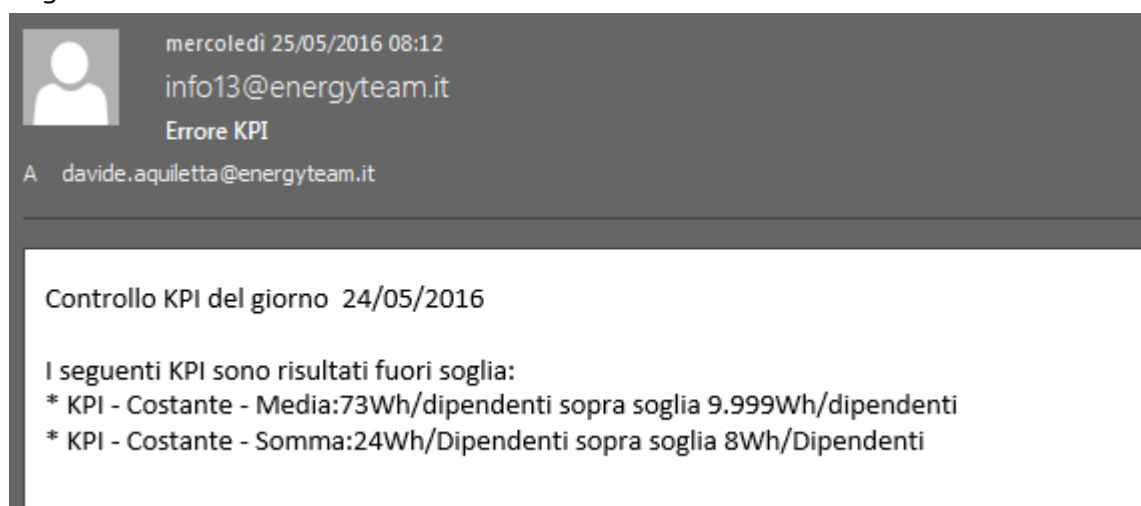 mercoledì 25/05/2016 08:12
info13@energyteam.it
Errore KPI
A davide.aquiletta@energyteam.it
Controllo KPI del giorno 24/05/2016
I seguenti KPI sono risultati fuori soglia:
* KPI - Costante - Media:73Wh/dipendenti sopra soglia 9.999Wh/dipendenti
* KPI - Costante - Somma:24Wh/Dipendenti sopra soglia 8Wh/Dipendenti